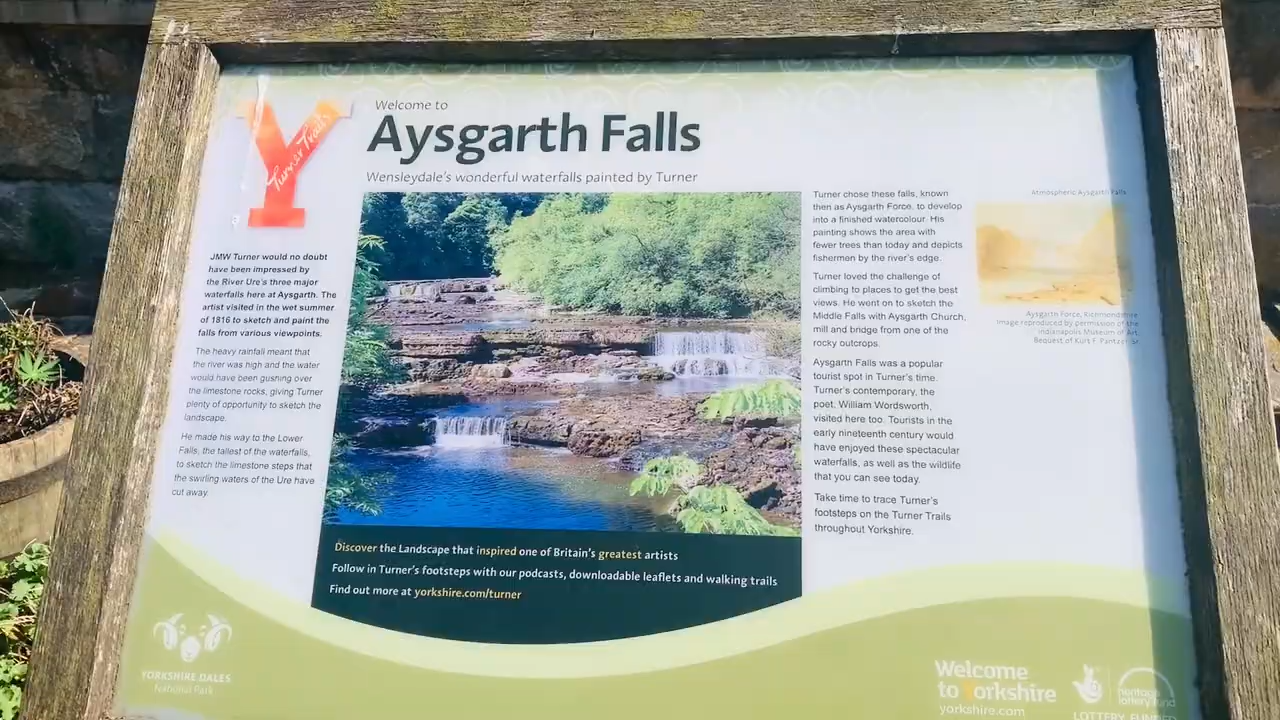 Welcome to
Aysgarth Falls
Wensleydale's wonderful waterfalls painted by Turner
Y
Turner Trails
JMW Turner would no doubt
have been impressed by
the River Ure's three major
waterfalls here at Aysgarth. The
artist visited in the wet summer
of 1816 to sketch and paint the
falls from various viewpoints.
The heavy rainfall meant that
the river was high and the water
would have been gushing over
the limestone rocks, giving Turner
plenty of opportunity to sketch the
landscape.
He made his way to the Lower
Falls, the tallest of the waterfalls,
to sketch the limestone steps that
the swirling waters of the Ure have
cut away.
Discover the Landscape that inspired one of Britain's greatest artists
Follow in Turner's footsteps with our podcasts, downloadable leaflets and walking trails
Find out more at yorkshire.com/turner
Turner chose these falls, known
then as Aysgarth Force, to develop
into a finished watercolour. His
painting shows the area with
fewer trees than today and depicts
fishermen by the river's edge.
Turner loved the challenge of
climbing to places to get the best
views. He went on to sketch the
Middle Falls with Aysgarth Church,
mill and bridge from one of the
rocky outcrops.
Aysgarth Falls was a popular
tourist spot in Turner's time.
Turner's contemporary, the
poet, William Wordsworth,
visited here too. Tourists in the
early nineteenth century would
have enjoyed these spectacular
waterfalls, as well as the wildlife
that you can see today.
Take time to trace Turner's
footsteps on the Turner Trails
throughout Yorkshire.
Atmospheric Aysgarth Falls
Aysgarth Force, Richmondshire
Image reproduced by permission of the
Indianapolis Museum of Art,
Bequest of Kurt F. Pantzer Sr
YORKSHIRE DALES
National Park
Welcome
to Yorkshire
yorkshire.com
heritage
lottery fund
LOTTERY FUNDED